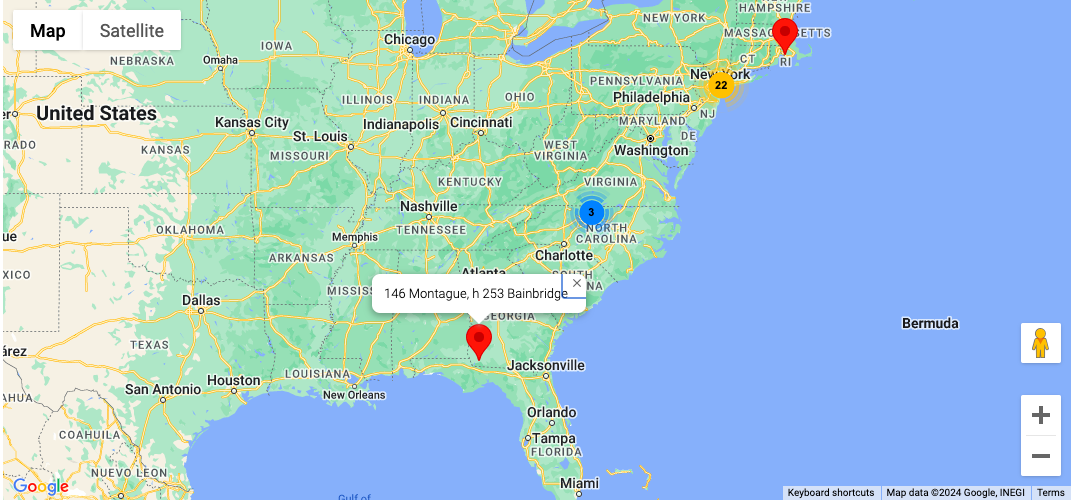 Map Satellite
HAMPSHIRE
NEW YORK
MASSACHUSETTS
Chicago
IOWA
NEBRASKA
Omaha
CT
RI
New York
22
PENNSYLVANIA
Philadelphia
ILLINOIS
INDIANA
OHIO
United States
MARYLAND
NJ
Kansas City
Indianapolis
Cincinnati
St. Louis
DE
Washington
KANSAS
MISSOURI
WEST
VIRGINIA
KENTUCKY
VIRGINIA
Nashville
3
OKLAHOMA
TENNESSEE
NORTH
CAROLINA
Memphis
Charlotte
ARKANSAS
Atlanta
SOUTH
146 Montague, h 253 Bainbridge
Dallas
GEORGIA
Bermuda
TEXAS
Jacksonville
LOUISIANA
Houston
San Antonio
New Orleans
Orlando
COAHUILA
Tampa
FLORIDA
NUEVO LEON
Miami
Google
Gulf of
Keyboard shortcuts Map data ©2024 Google, INEGI Terms